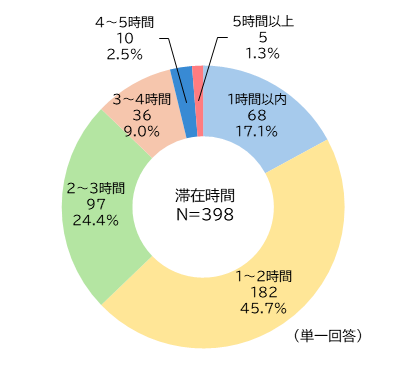 4～5時間
10
2.5%
5時間以上
5
1.3%
3～4時間
36
9.0%
1時間以内
68
17.1%
2～3時間
97
24.4%
滞在時間
N=398
1～2時間
182
45.7%
（単一回答）